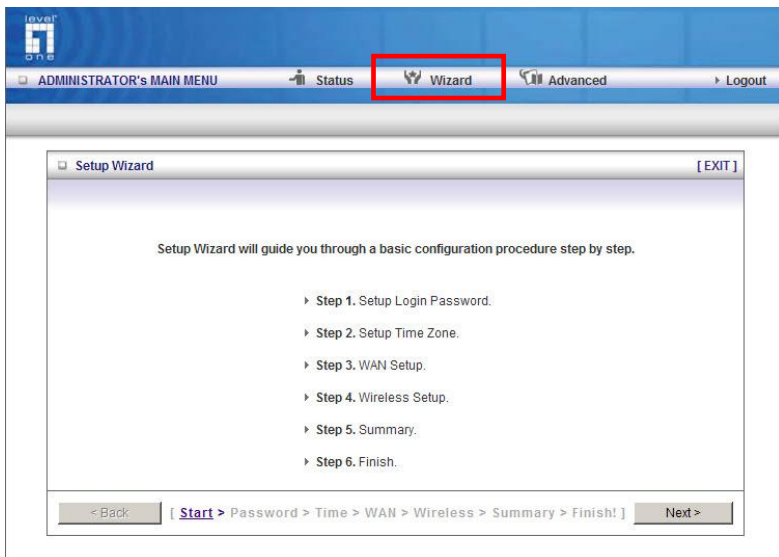 level
one
ADMINISTRATOR's MAIN MENU Status Wizard Advanced Logout
Setup Wizard [ EXIT ]
Setup Wizard will guide you through a basic configuration procedure step by step.
Step 1. Setup Login Password.
Step 2. Setup Time Zone.
Step 3. WAN Setup.
Step 4. Wireless Setup.
Step 5. Summary.
Step 6. Finish.
< Back [ Start > Password > Time > WAN > Wireless > Summary > Finish! ] Next >